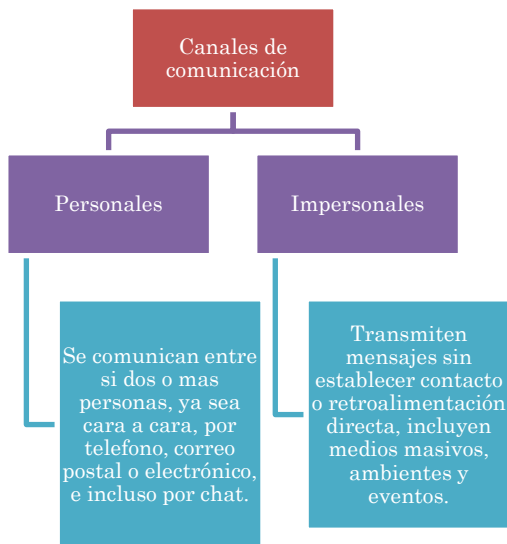 Canales de
comunicación
Personales
Impersonales
Se comunican entre
si dos o mas
personas, ya sea
cara a cara, por
telefono, correo
postal o electrónico,
e incluso por chat.
Transmiten
mensajes sin
establecer contacto
o retroalimentación
directa, incluyen
medios masivos,
ambientes y
eventos.